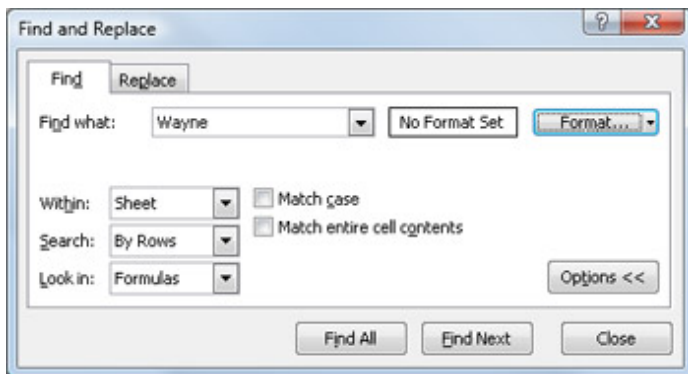 Find and Replace
Find Replace
Find what: Wayne No Format Set Format...
Within: Sheet Match case
Match entire cell contents
Search: By Rows
Look in: Formulas Options <<
Find All Find Next Close